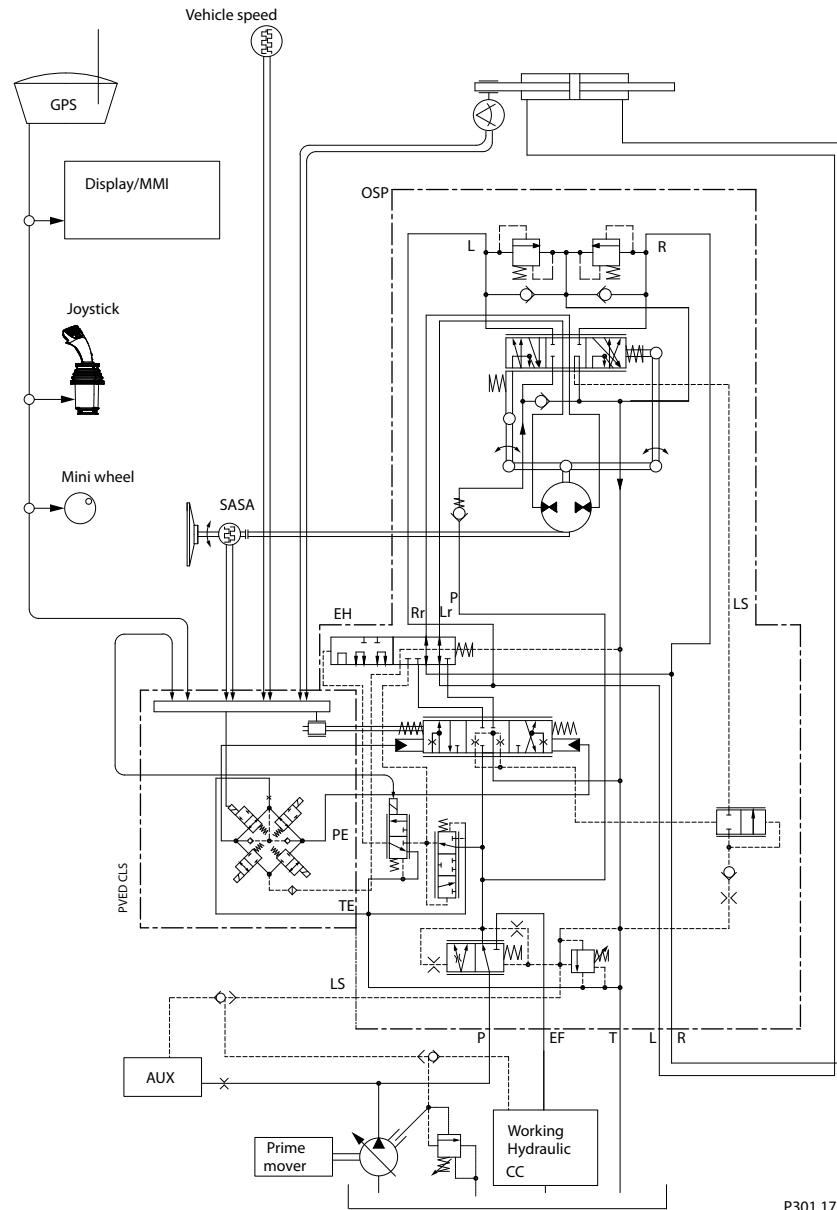 Vehicle speed
GPS
Display/MMI
OSP
L
R
Joystick
Mini wheel
SASA
P
EH
Rr
Lr
LS
PE
PVED CLS
TE
LS
P
EF
T
L
R
AUX
Prime
mover
Working
Hydraulic
CC
P301 17